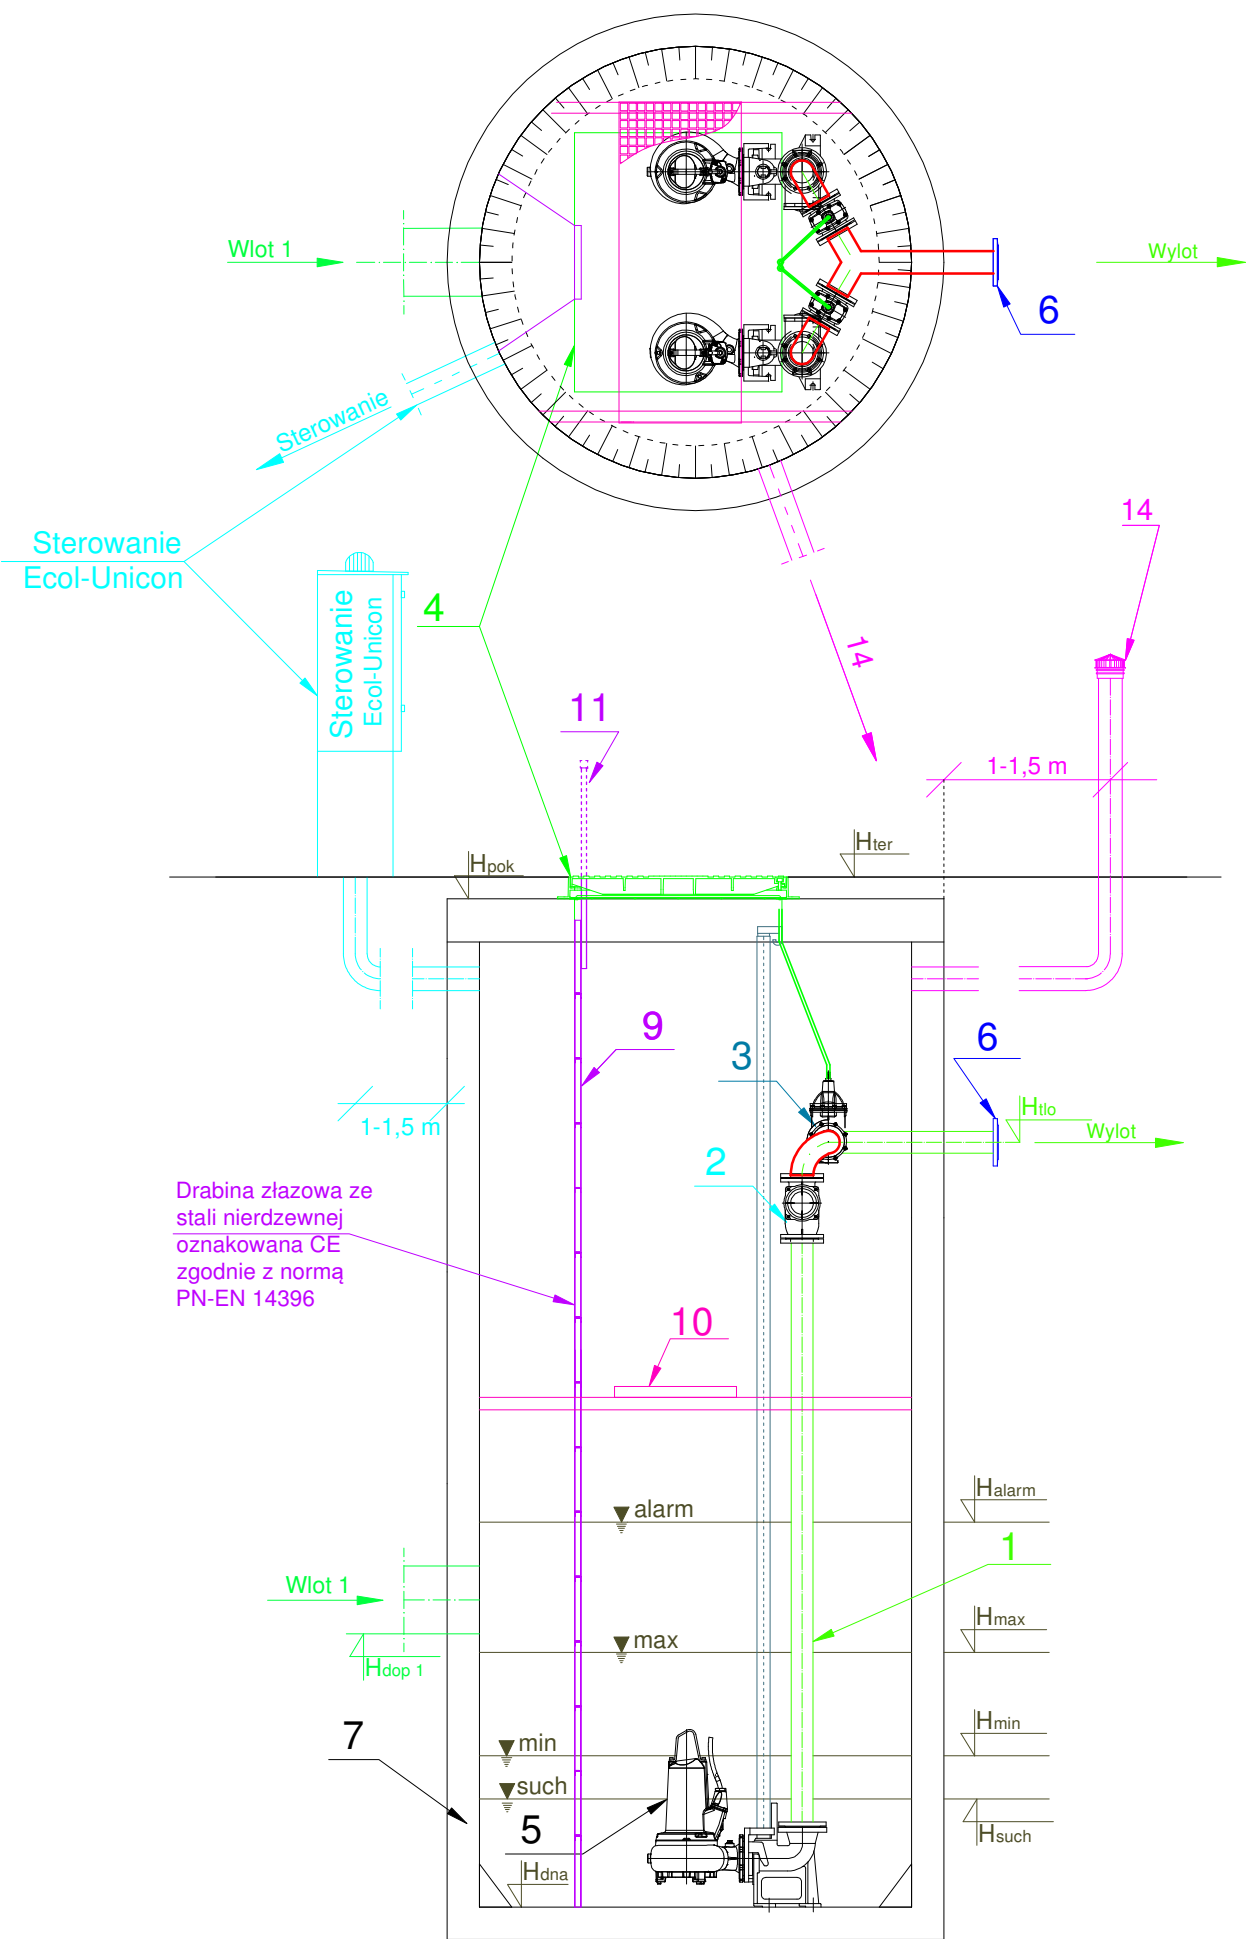 Wlot 1
Wylot
6
Sterowanie
Sterowanie
Ecol-Unicon
14
4
Sterowanie
Ecol-Unicon
14
11
1-1,5 m
Hpok
Hter
9
3
6
Htlo
Wylot
1-1,5 m
2
Drabina złazowa ze
stali nierdzewnej
oznakowana CE
zgodnie z normą
PN-EN 14396
10
alarm
Halarm
1
Wlot 1
max
Hmax
Hdop 1
7
min
Hmin
such
5
Hsuch
Hdna